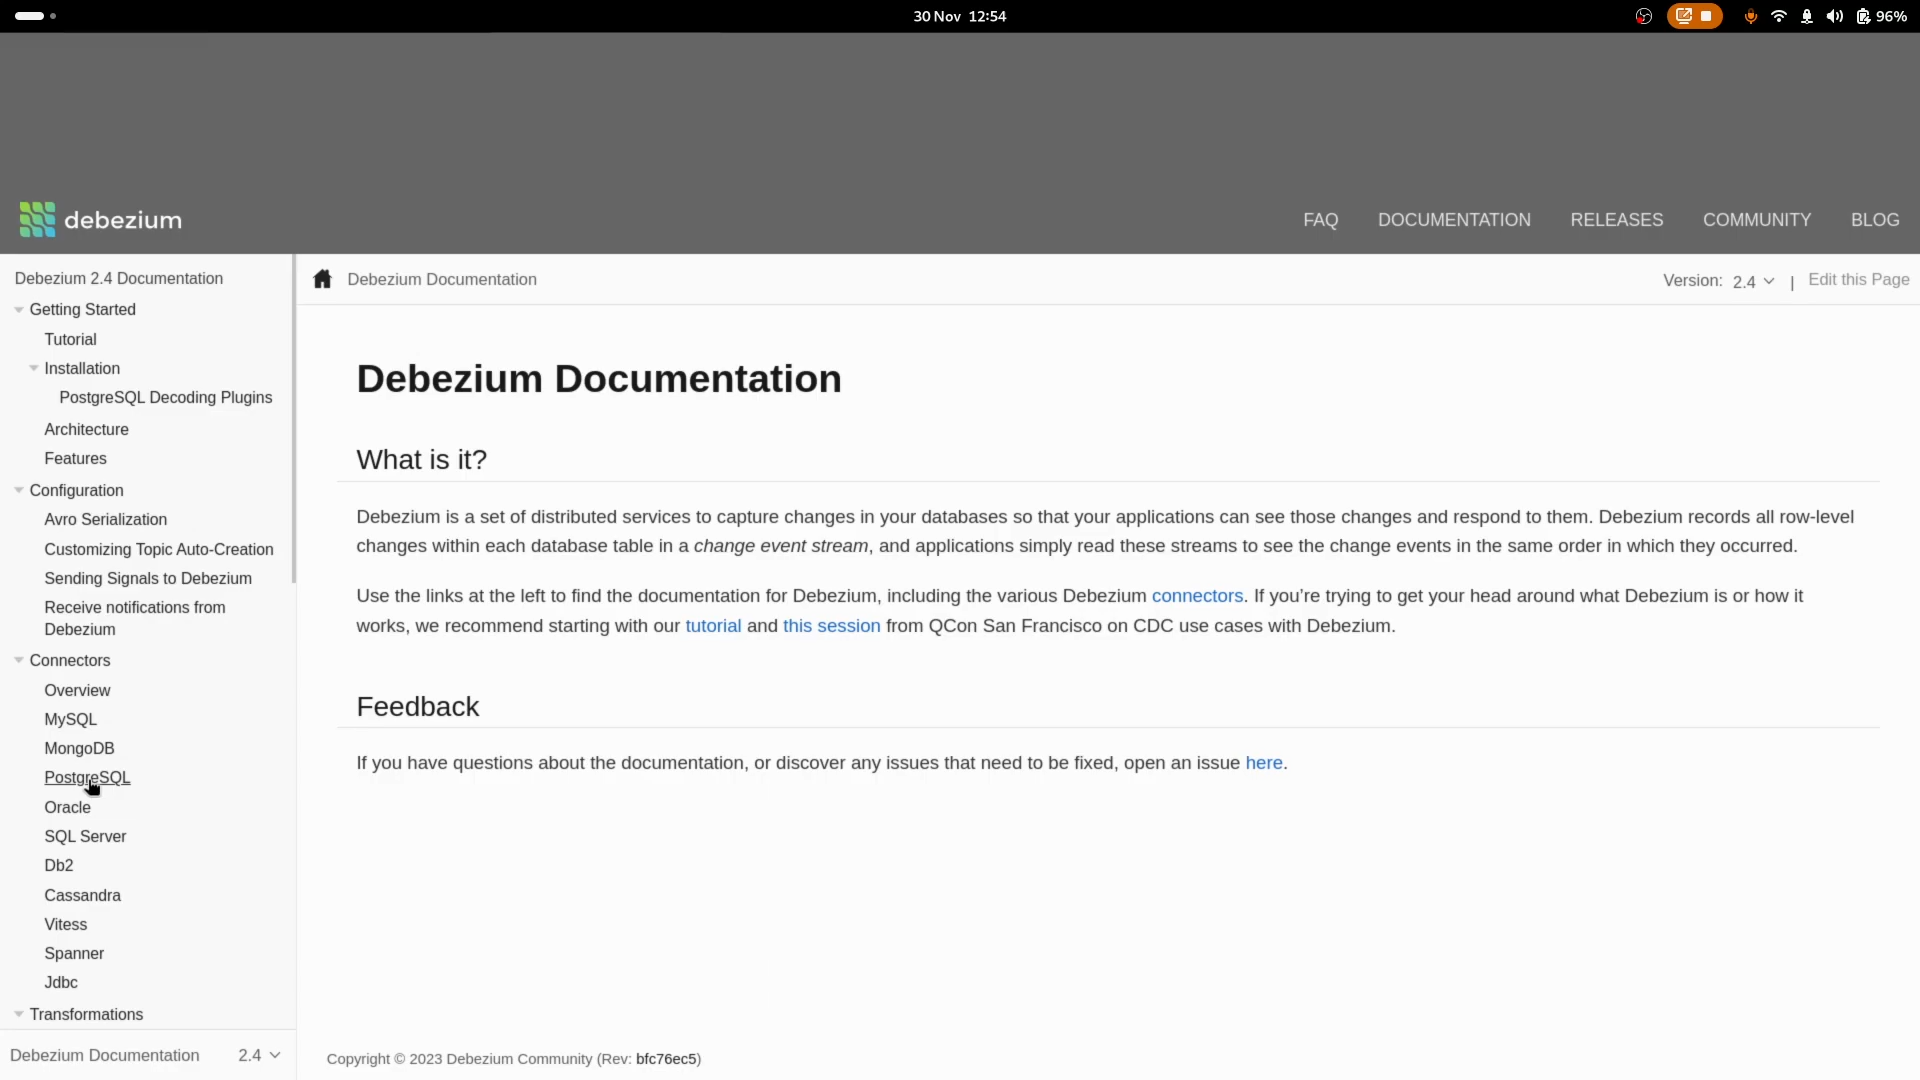 30 Nov 12:54
96%
debezium
FAQ DOCUMENTATION RELEASES COMMUNITY BLOG
Debezium 2.4 Documentation
Getting Started
Tutorial
Installation
PostgreSQL Decoding Plugins
Architecture
Features
Configuration
Avro Serialization
Customizing Topic Auto-Creation
Sending Signals to Debezium
Receive notifications from
Debezium
Connectors
Overview
MySQL
MongoDB
PostgreSQL
Oracle
SQL Server
Db2
Cassandra
Vitess
Spanner
Jdbc
Transformations
Debezium Documentation 2.4
Debezium Documentation
Version: 2.4 | Edit this Page
Debezium Documentation
What is it?
Debezium is a set of distributed services to capture changes in your databases so that your applications can see those changes and respond to them. Debezium records all row-level
changes within each database table in a change event stream, and applications simply read these streams to see the change events in the same order in which they occurred.
Use the links at the left to find the documentation for Debezium, including the various Debezium connectors. If you’re trying to get your head around what Debezium is or how it
works, we recommend starting with our tutorial and this session from QCon San Francisco on CDC use cases with Debezium.
Feedback
If you have questions about the documentation, or discover any issues that need to be fixed, open an issue here.
Copyright © 2023 Debezium Community (Rev: bfc76ec5)